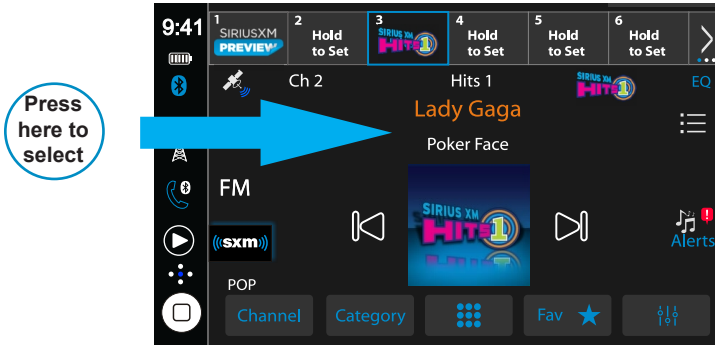 9:41
1
SIRIUSXM
PREVIEW
2
Hold
to Set
3
SIRIUS XM
HITS 1
4
Hold
to Set
5
Hold
to Set
6
Hold
to Set
Ch 2
Hits 1
SIRIUS XM
HITS 1
EQ
Press
here to
select
Lady Gaga
Poker Face
FM
SIRIUS XM
HITS 1
((sxm))
Alerts
POP
Channel
Category
Fav